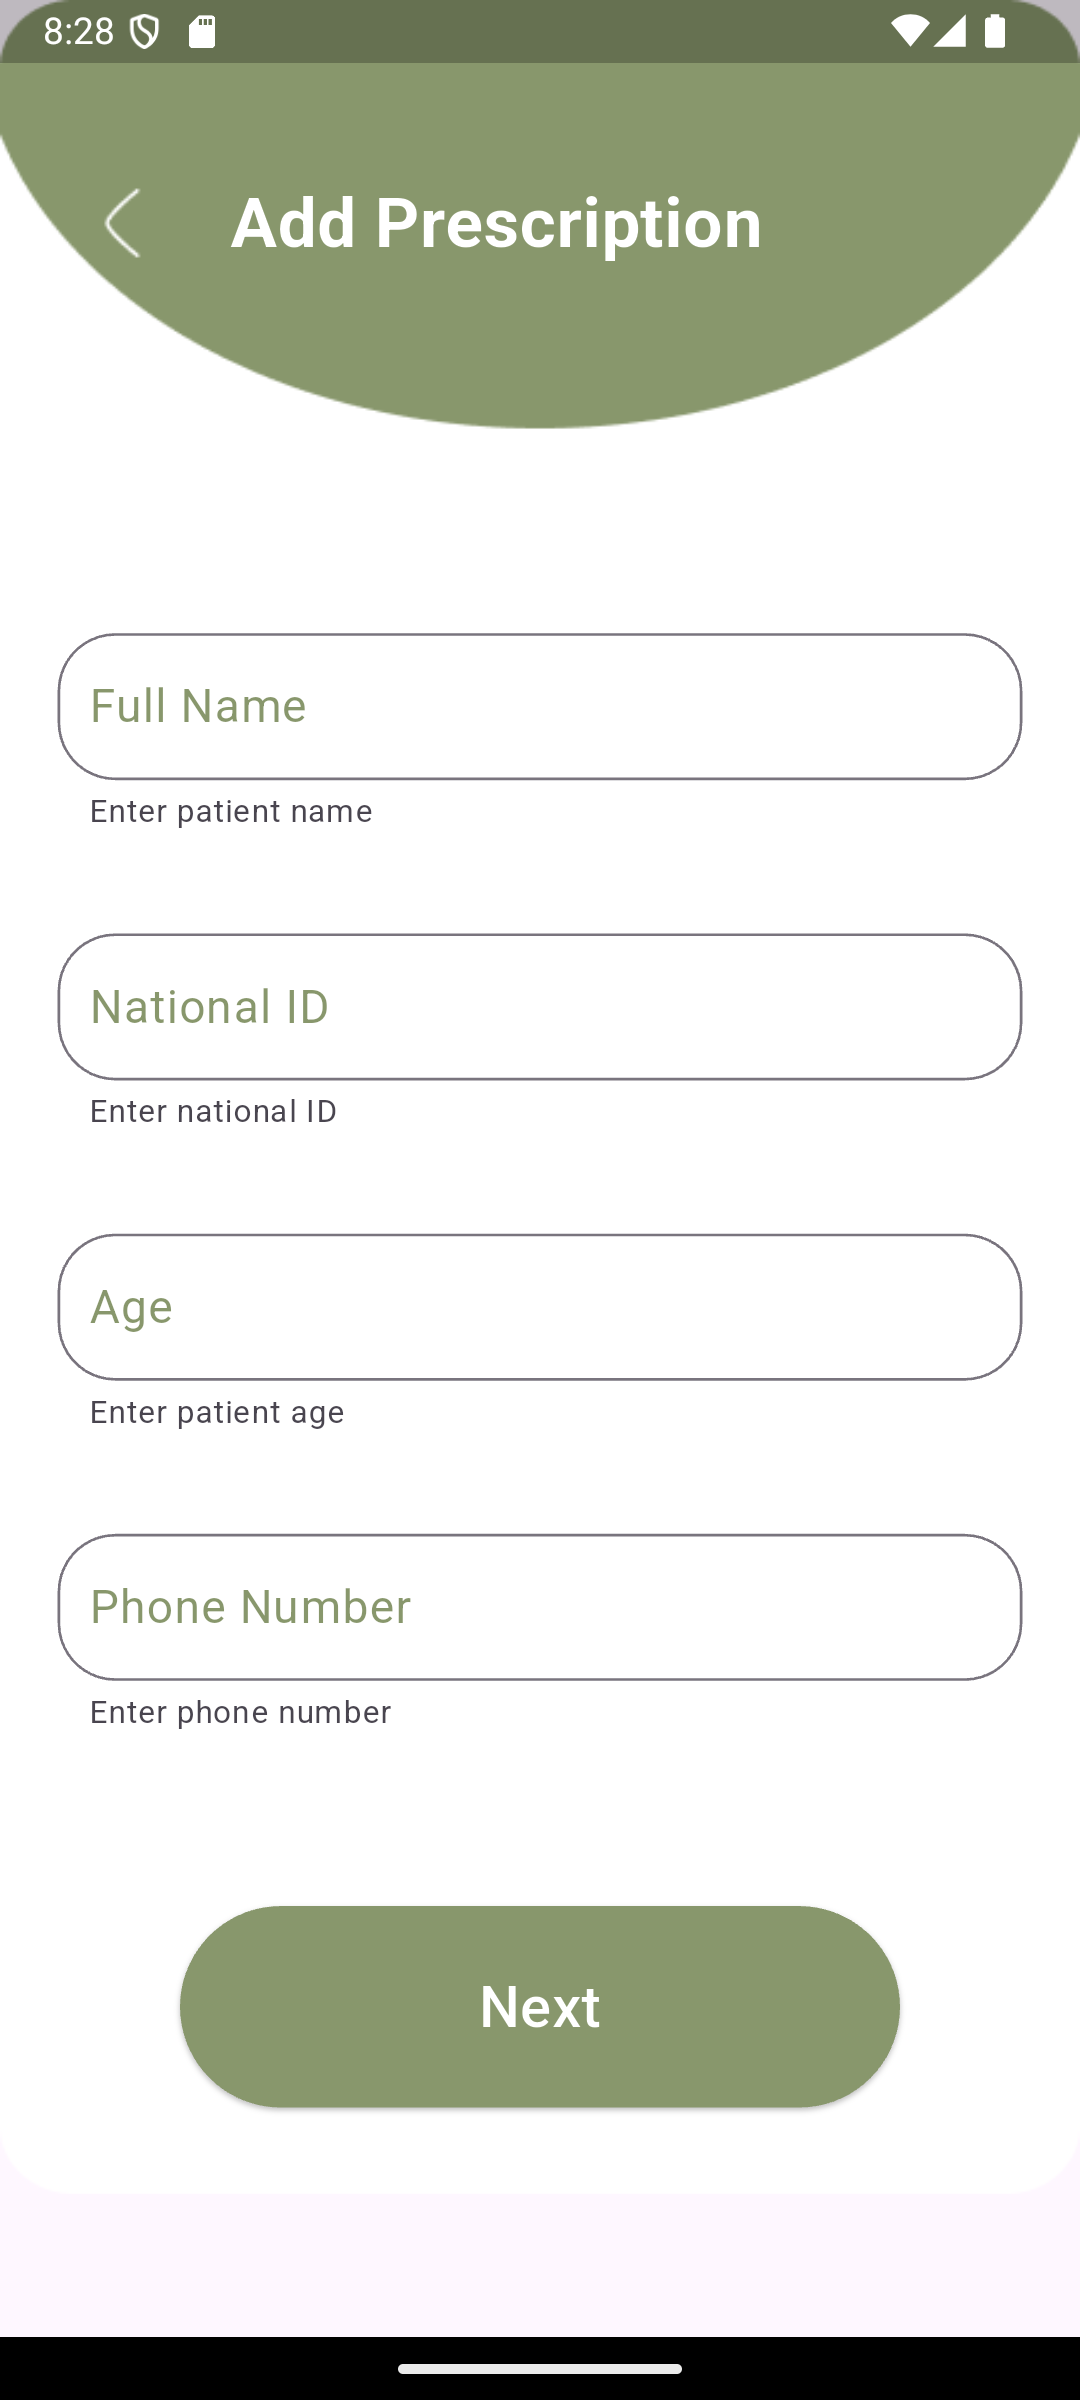 8:28
Add Prescription
Full Name
Enter patient name
National ID
Enter national ID
Age
Enter patient age
Phone Number
Enter phone number
Next